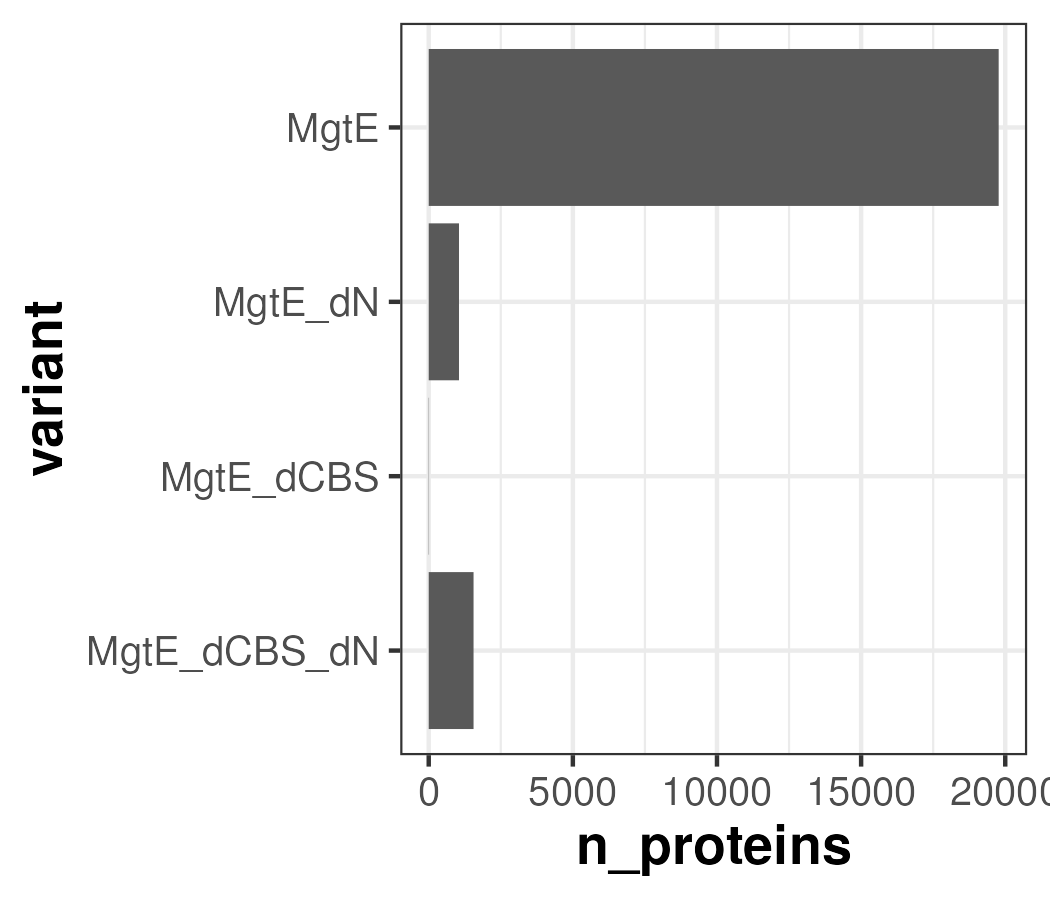 MgtE
MgtE_dN
MgtE_dCBS
MgtE_dCBS_dN
variant
0 5000 10000 15000 20000
n_proteins